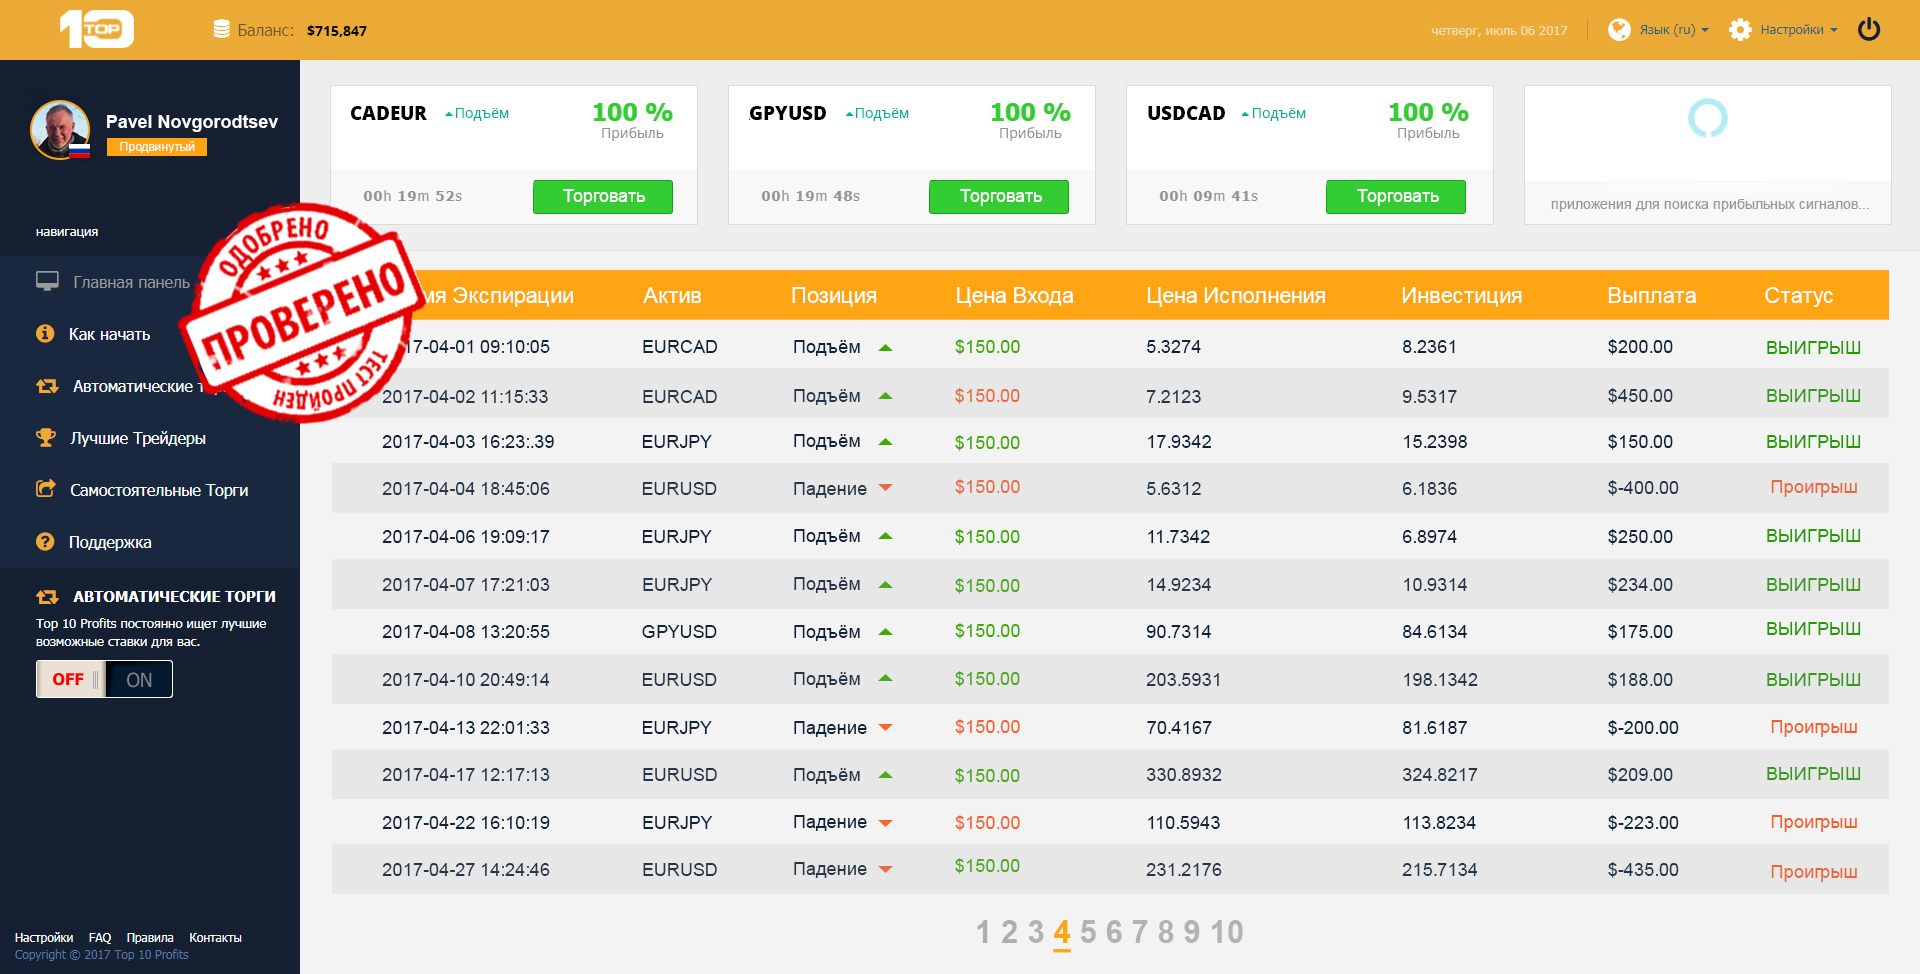 10 TOP
Баланс: $715,847
четверг, июль 06 2017
Язык (ru)
Настройки
Pavel Novgorodtsev
Продвинутый
CADEUR Подъём 100 %
Прибыль
00h 19m 52s Торговать
GPYUSD Подъём 100 %
Прибыль
00h 19m 48s Торговать
USDCAD Подъём 100 %
Прибыль
00h 09m 41s Торговать
приложения для поиска прибыльных сигналов...
навигация
Главная панель
Как начать
Автоматические
Лучшие Трейдеры
Самостоятельные Торги
Поддержка
АВТОМАТИЧЕСКИЕ ТОРГИ
Top 10 Profits постоянно ищет лучшие
возможные ставки для вас.
OFF ON
ОДОБРЕНО
ПРОВЕРЕНО
ТЕСТ ПРОЙДЕН
Экспирации Актив Позиция Цена Входа Цена Исполнения Инвестиция Выплата Статус
17-04-01 09:10:05 EURCAD Подъём $150.00 5.3274 8.2361 $200.00 ВЫИГРЫШ
2017-04-02 11:15:33 EURCAD Подъём $150.00 7.2123 9.5317 $450.00 ВЫИГРЫШ
2017-04-03 16:23:.39 EURJPY Подъём $150.00 17.9342 15.2398 $150.00 ВЫИГРЫШ
2017-04-04 18:45:06 EURUSD Падение $150.00 5.6312 6.1836 $-400.00 Проигрыш
2017-04-06 19:09:17 EURJPY Подъём $150.00 11.7342 6.8974 $250.00 ВЫИГРЫШ
2017-04-07 17:21:03 EURJPY Подъём $150.00 14.9234 10.9314 $234.00 ВЫИГРЫШ
2017-04-08 13:20:55 GPYUSD Подъём $150.00 90.7314 84.6134 $175.00 ВЫИГРЫШ
2017-04-10 20:49:14 EURUSD Подъём $150.00 203.5931 198.1342 $188.00 ВЫИГРЫШ
2017-04-13 22:01:33 EURJPY Падение $150.00 70.4167 81.6187 $-200.00 Проигрыш
2017-04-17 12:17:13 EURUSD Подъём $150.00 330.8932 324.8217 $209.00 ВЫИГРЫШ
2017-04-22 16:10:19 EURJPY Падение $150.00 110.5943 113.8234 $-223.00 Проигрыш
2017-04-27 14:24:46 EURUSD Падение $150.00 231.2176 215.7134 $-435.00 Проигрыш
1 2 3 4 5 6 7 8 9 10
Настройки FAQ Правила Контакты
Copyright © 2017 Top 10 Profits